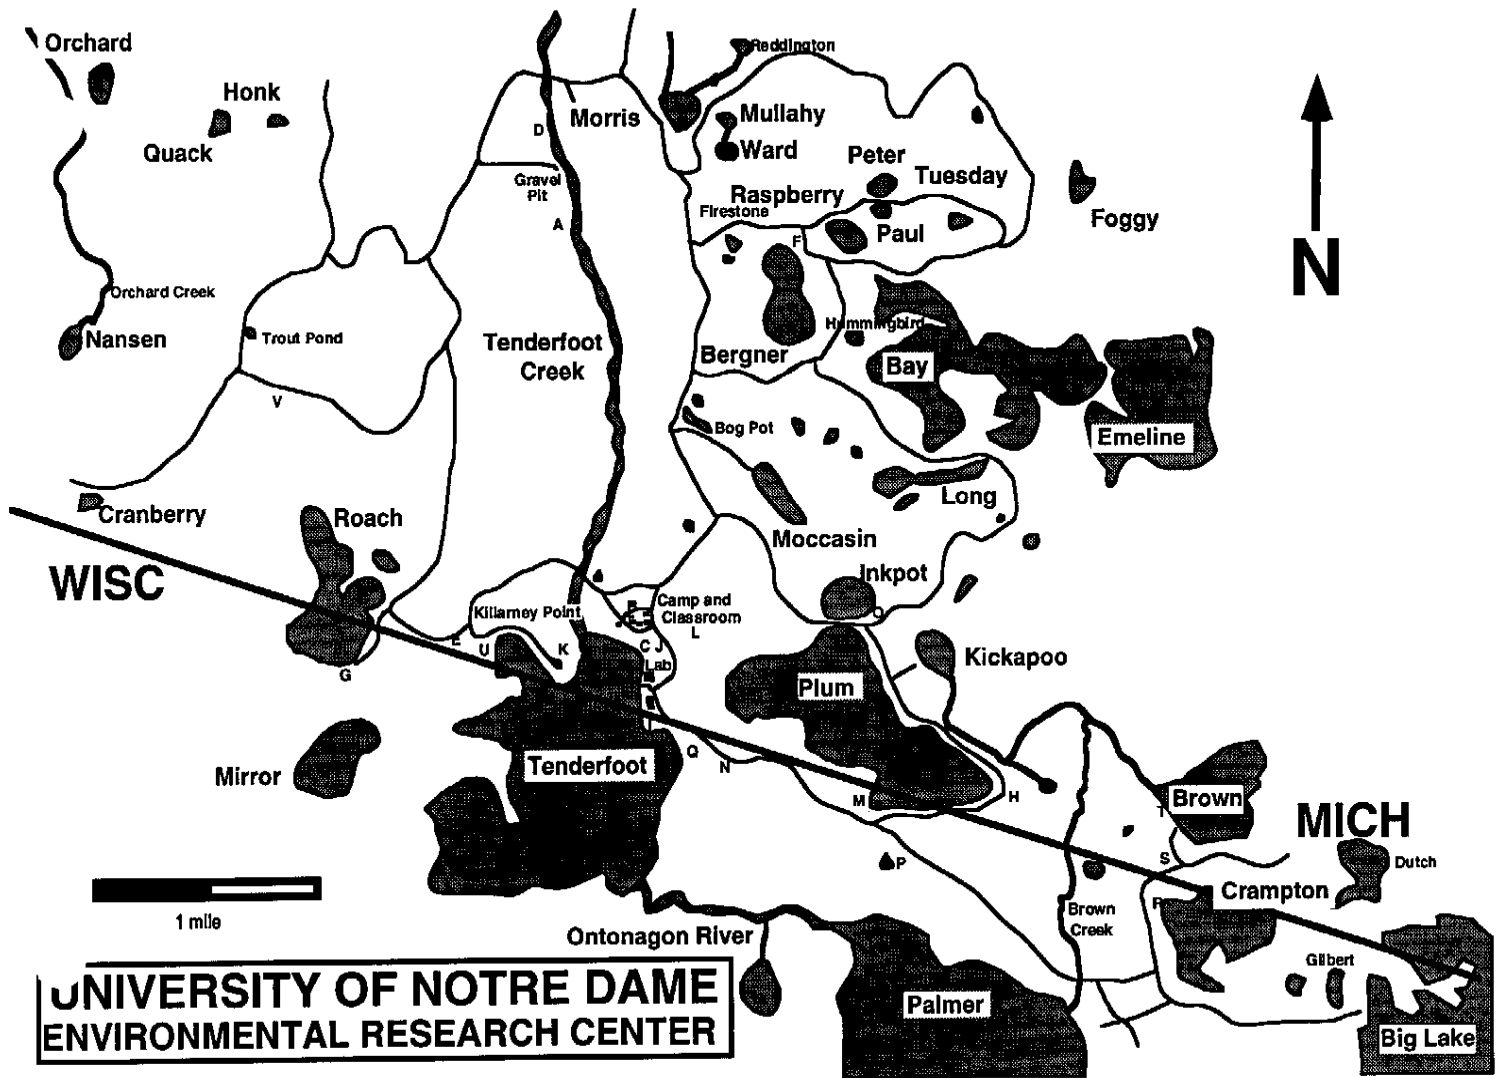 Orchard
Reddington
Honk
Morris
Mullahy
D
Quack
Ward
Peter
Tuesday
Gravel
Pit
Raspberry
Firestone
Foggy
A
Paul
F
N
Orchard Creek
Nansen
Trout Pond
Tenderfoot
Creek
Hummingbird
Bergner
Bay
V
Bog Pot
Emeline
Cranberry
Roach
Long
Moccasin
WISC
Inkpot
Killarney Point
Camp and
Classroom
L
O
E
U
K
C J
Lab
G
Kickapoo
Plum
I
Q
N
Mirror
Tenderfoot
M
H
Brown
T
MICH
S
P
Dutch
Crampton
R
1 mile
Brown
Creek
Ontonagon River
Gilbert
UNIVERSITY OF NOTRE DAME
ENVIRONMENTAL RESEARCH CENTER
Palmer
Big Lake